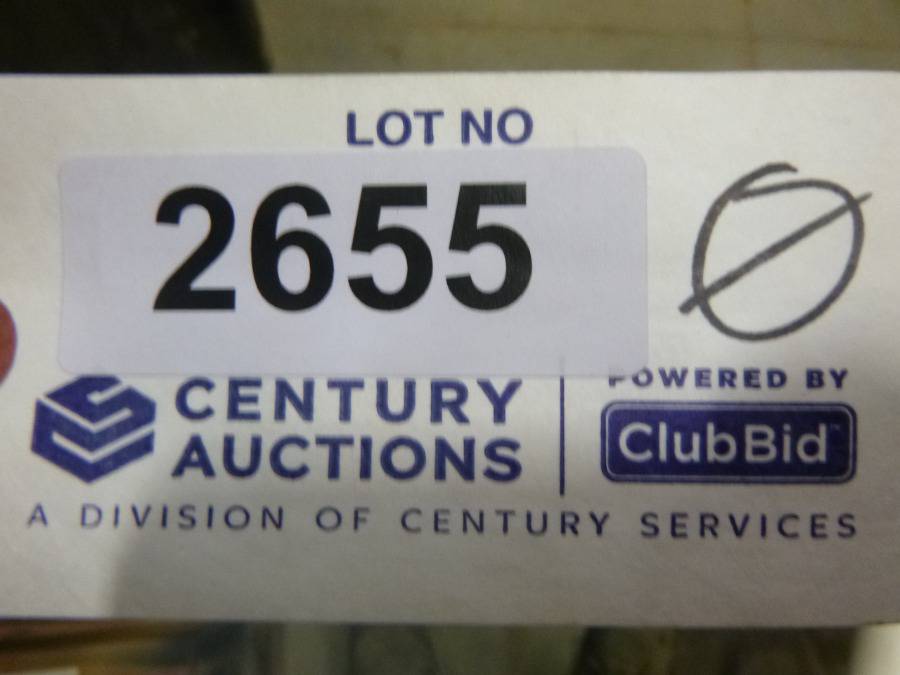 LOT NO
2655 Ø
CENTURY
AUCTIONS
POWERED BY
ClubBid™
A DIVISION OF CENTURY SERVICES